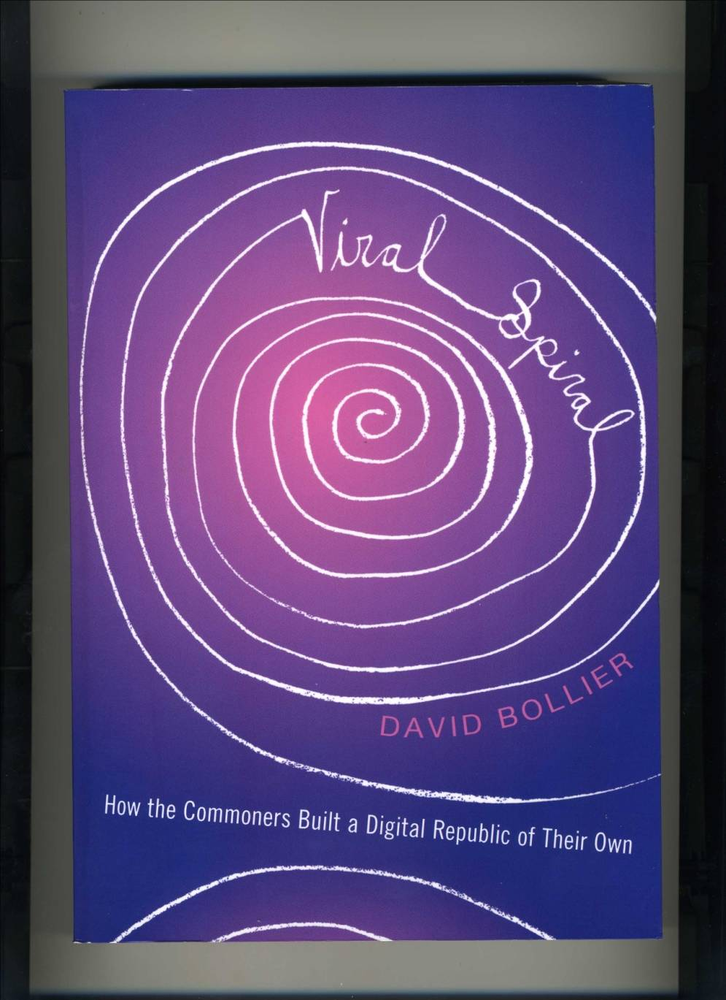 Viral Spiral
DAVID BOLLIER
How the Commoners Built a Digital Republic of Their Own